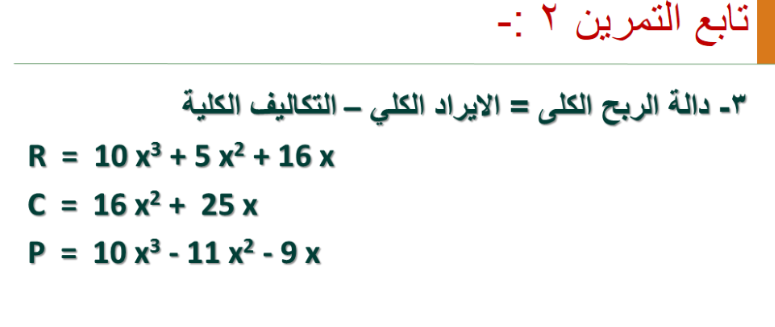 تابع التمرين ٢ :-
٣- دالة الربح الكلى = الايراد الكلي – التكاليف الكلية
R = 10 x³ + 5 x² + 16 x
C = 16 x² + 25 x
P = 10 x³ - 11 x² - 9 x